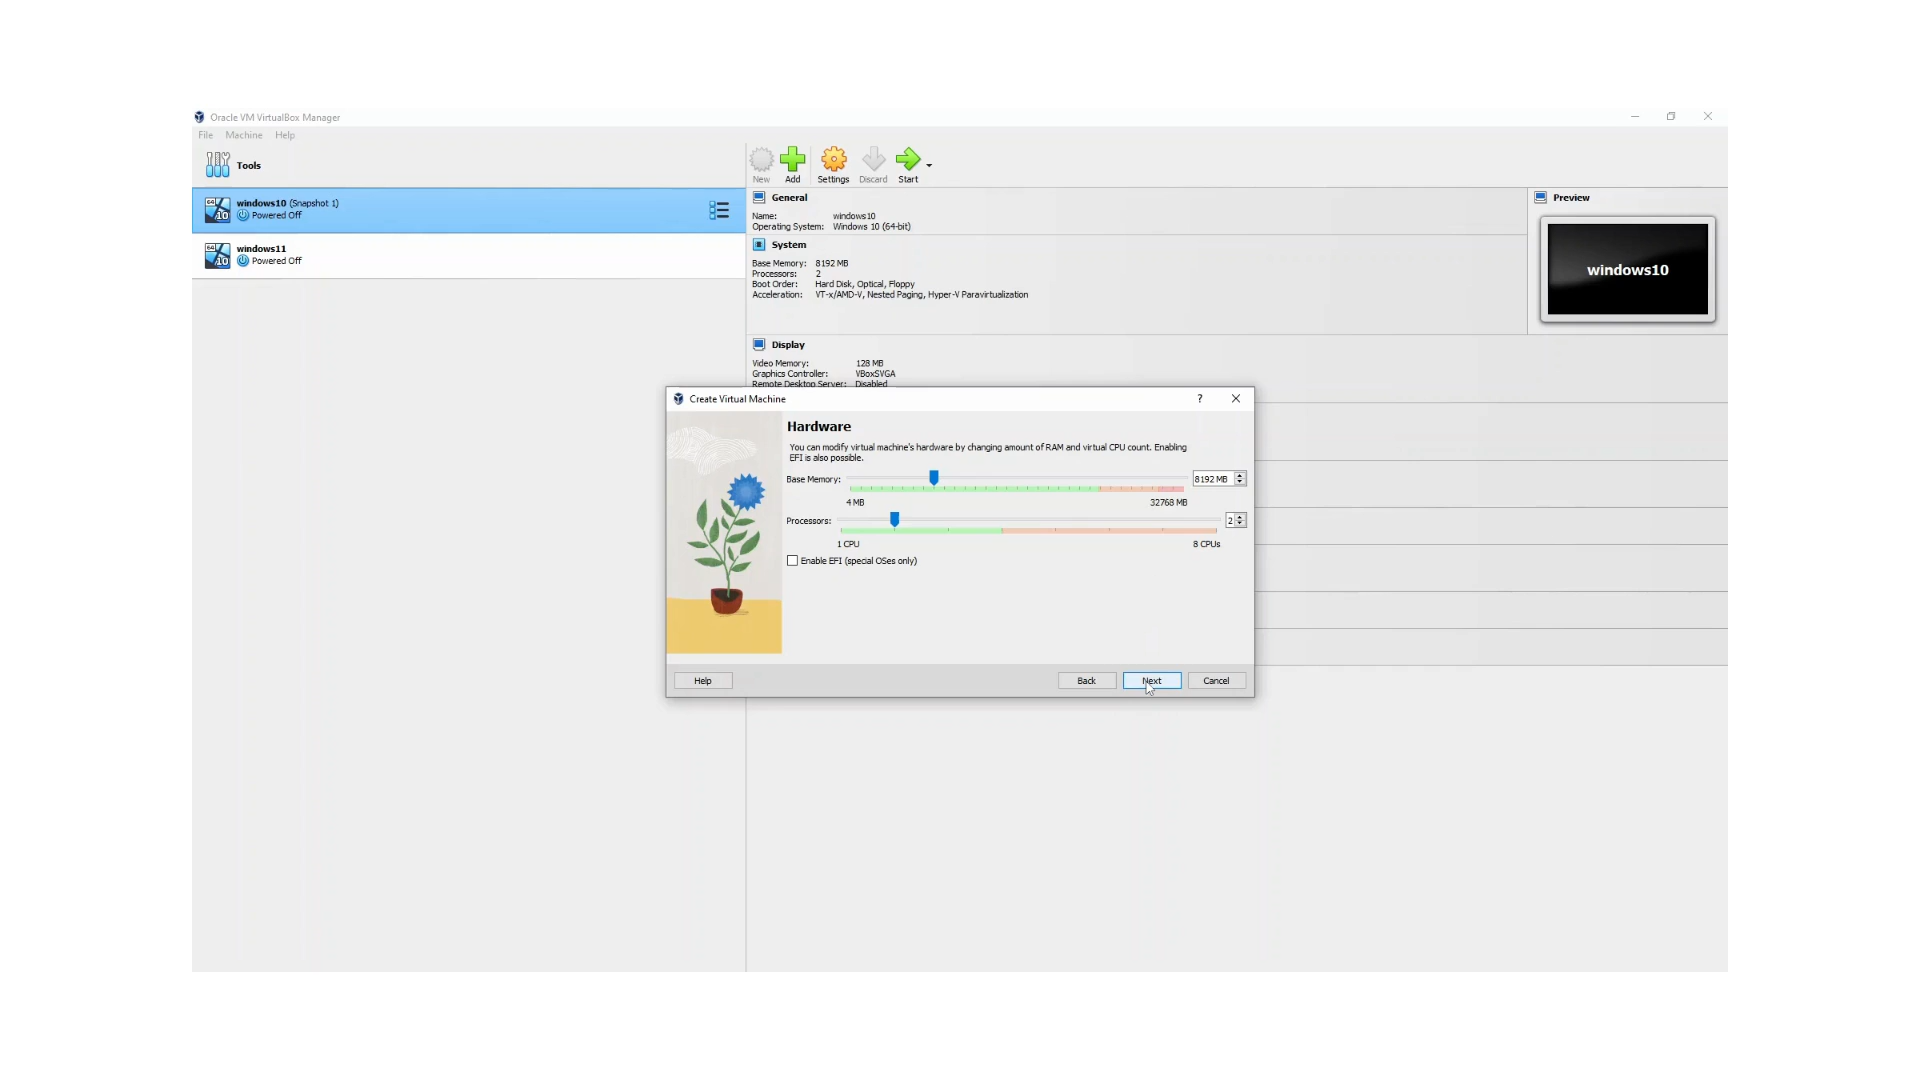 Oracle VM VirtualBox Manager
File Machine Help
Tools
New Add Settings Discard Start
windows10 (Snapshot 1)
Powered Off
windows11
Powered Off
General
Name: windows10
Operating System: Windows 10 (64-bit)
System
Base Memory: 8192 MB
Processors: 2
Boot Order: Hard Disk, Optical, Floppy
Acceleration: VT-x/AMD-V, Nested Paging, Hyper-V Paravirtualization
Preview
windows10
Display
Video Memory: 128 MB
Graphics Controller: VBoxSVGA
Remote Desktop Server: Disabled
Create Virtual Machine
?
Hardware
You can modify virtual machine's hardware by changing amount of RAM and virtual CPU count. Enabling
EFI is also possible.
Base Memory: 8192 MB
4 MB 32768 MB
Processors: 2
1 CPU 8 CPUs
Enable EFI (special OSes only)
Help Back Next Cancel